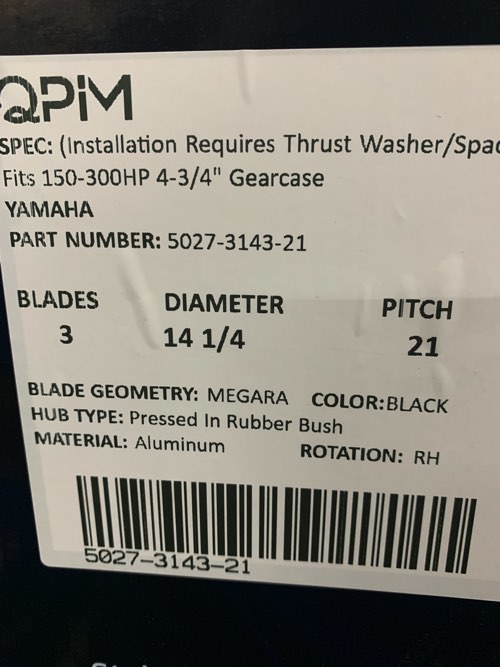 QPiM
SPEC: (Installation Requires Thrust Washer/Spac
Fits 150-300HP 4-3/4" Gearcase
YAMAHA
PART NUMBER: 5027-3143-21
BLADES DIAMETER PITCH
3 14 1/4 21
BLADE GEOMETRY: MEGARA COLOR:BLACK
HUB TYPE: Pressed In Rubber Bush
MATERIAL: Aluminum ROTATION: RH
5027-3143-21